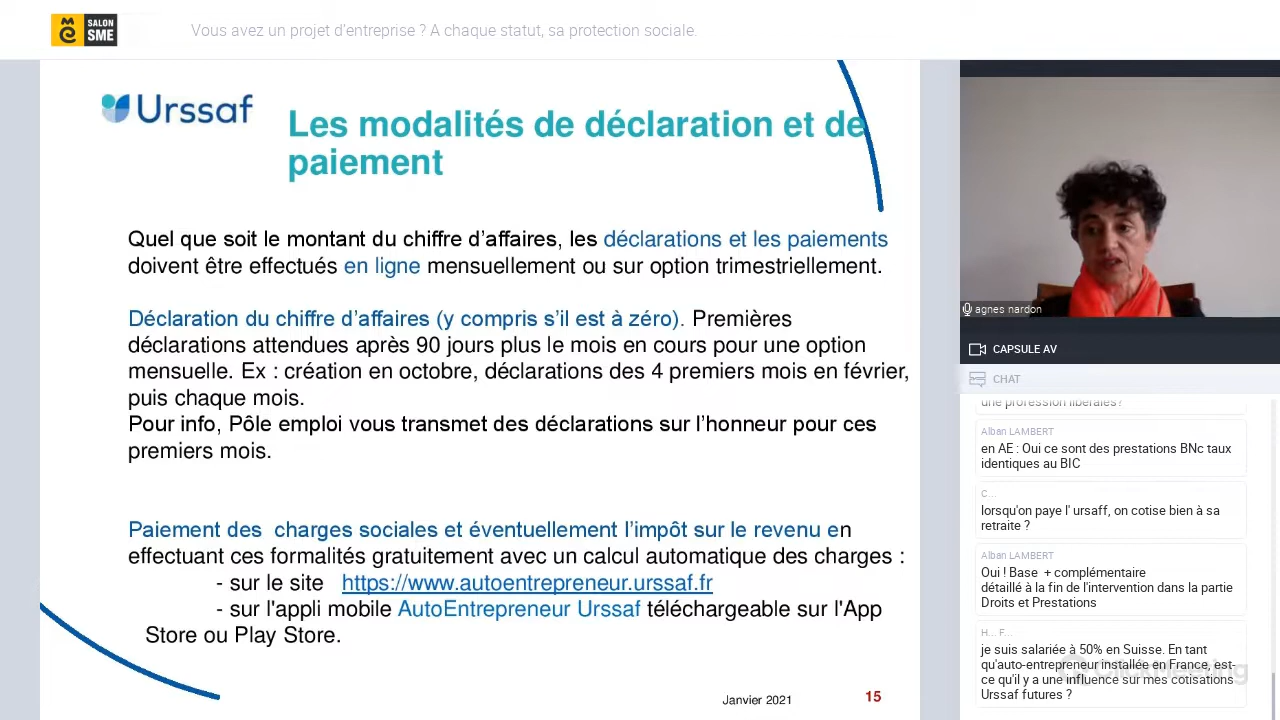 SALON
SME
Vous avez un projet d'entreprise ? A chaque statut, sa protection sociale.
Urssaf
Les modalités de déclaration et de
paiement
Quel que soit le montant du chiffre d'affaires, les déclarations et les paiements
doivent être effectués en ligne mensuellement ou sur option trimestriellement.
Déclaration du chiffre d'affaires (y compris s'il est à zéro). Premières
déclarations attendues après 90 jours plus le mois en cours pour une option
mensuelle. Ex : création en octobre, déclarations des 4 premiers mois en février,
puis chaque mois.
Pour info, Pôle emploi vous transmet des déclarations sur l'honneur pour ces
premiers mois.
Paiement des charges sociales et éventuellement l'impôt sur le revenu en
effectuant ces formalités gratuitement avec un calcul automatique des charges :
- sur le site https://www.autoentrepreneur.urssaf.fr
- sur l'appli mobile AutoEntrepreneur Urssaf téléchargeable sur l'App
Store ou Play Store.
Janvier 2021
15
agnes nardon
CAPSULE AV
CHAT
une profession libérales?
Alban LAMBERT
en AE : Oui ce sont des prestations BNc taux
identiques au BIC
C...
lorsqu'on paye l' ursaff, on cotise bien à sa
retraite ?
Alban LAMBERT
Oui ! Base + complémentaire
détaillé à la fin de l'intervention dans la partie
Droits et Prestations
H... F...
je suis salariée à 50% en Suisse. En tant
qu'auto-entrepreneur installée en France, est-
ce qu'il y a une influence sur mes cotisations
Urssaf futures ?
ClickMeeting